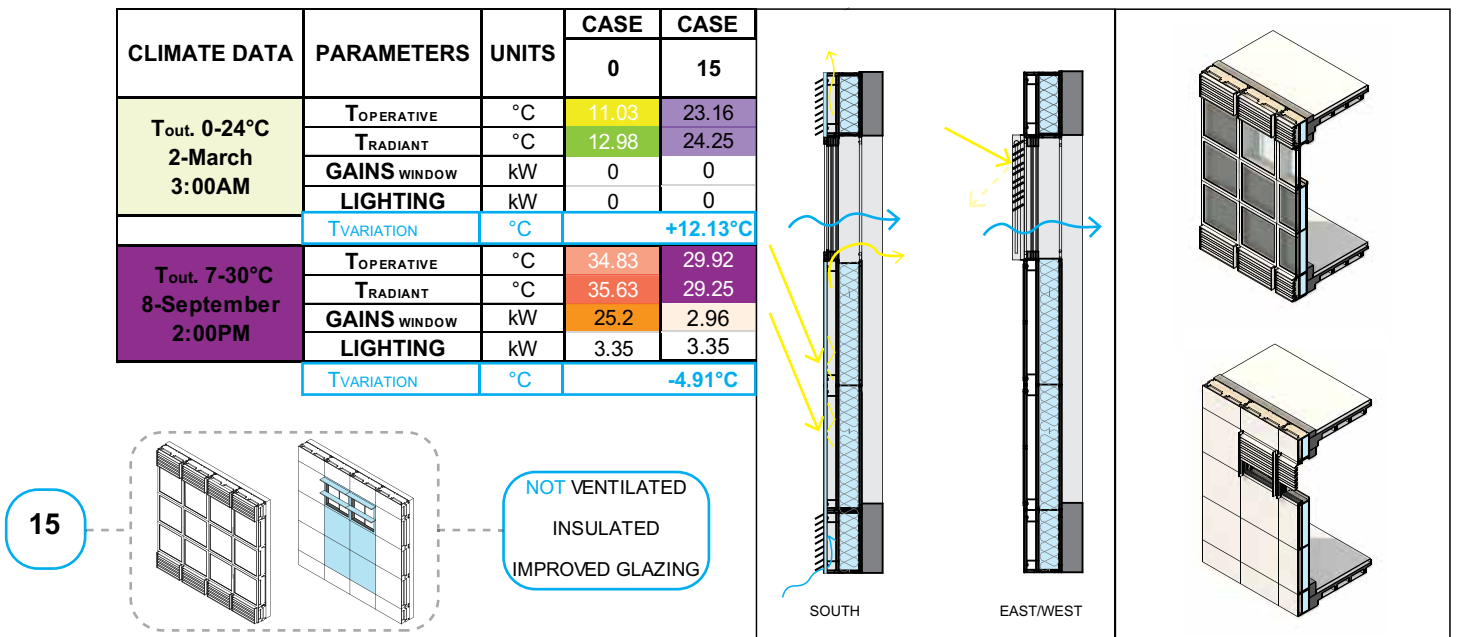 CLIMATE DATA PARAMETERS UNITS CASE CASE
0 15
Tout. 0-24°C
2-March
3:00AM
TOPERATIVE °C 11.03 23.16
TRADIANT °C 12.98 24.25
GAINS WINDOW kW 0 0
LIGHTING kW 0 0
TVARIATION °C +12.13°C
Tout. 7-30°C
8-September
2:00PM
TOPERATIVE °C 34.83 29.92
TRADIANT °C 35.63 29.25
GAINS WINDOW kW 25.2 2.96
LIGHTING kW 3.35 3.35
TVARIATION °C -4.91°C
15
NOT VENTILATED
INSULATED
IMPROVED GLAZING
SOUTH
EAST/WEST